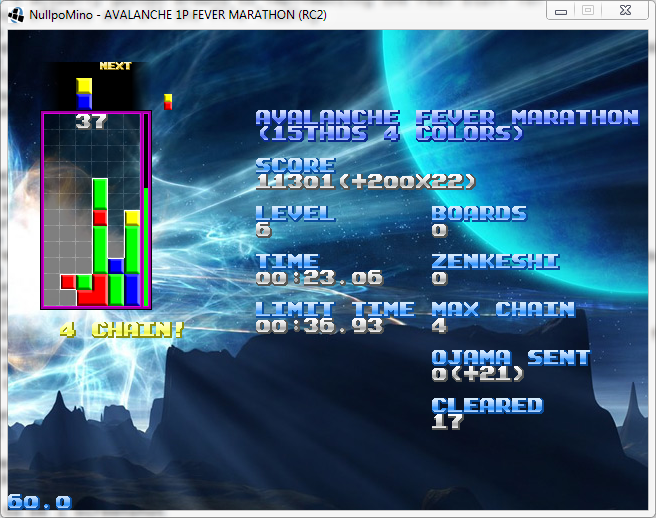 NullpoMino - AVALANCHE 1P FEVER MARATHON (RC2)
NEXT
37
AVALANCHE FEVER MARATHON
(15THDS 4 COLORS)
SCORE
11301(+200X22)
LEVEL BOARDS
6 0
TIME ZENKESHI
00:23.06 0
LIMIT TIME MAX CHAIN
00:36.93 4
4 CHAIN!
OJAMA SENT
0(+21)
CLEARED
17
60.0